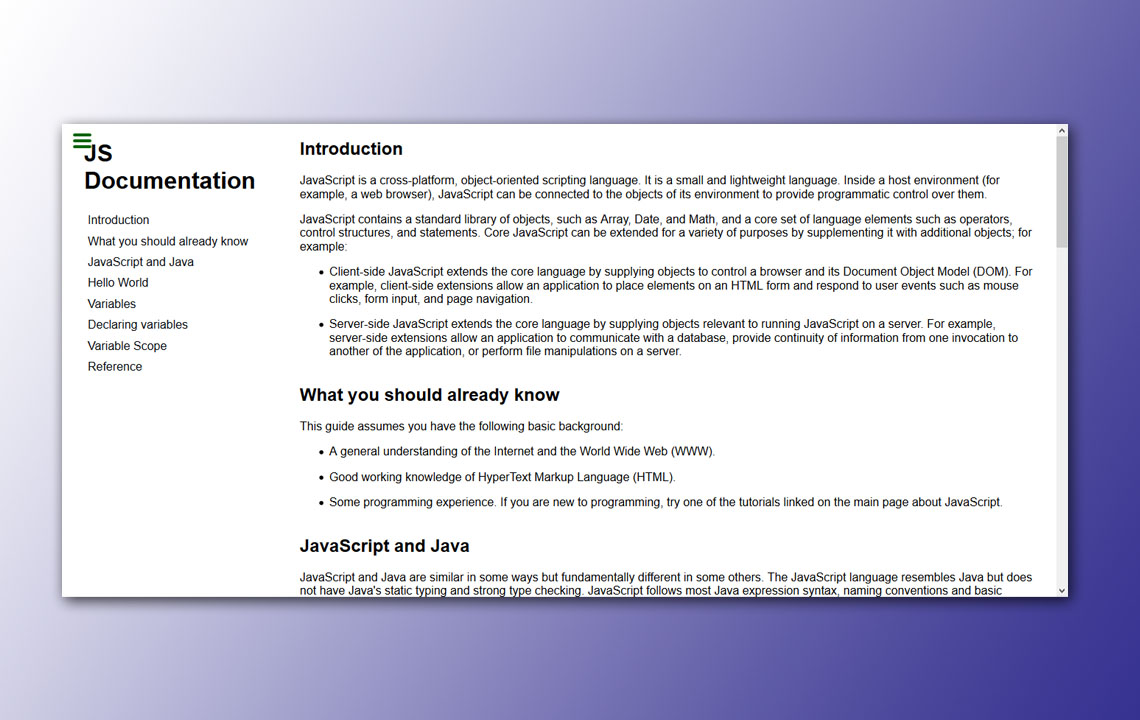 JS
Documentation
Introduction
What you should already know
JavaScript and Java
Hello World
Variables
Declaring variables
Variable Scope
Reference
Introduction
JavaScript is a cross-platform, object-oriented scripting language. It is a small and lightweight language. Inside a host environment (for
example, a web browser), JavaScript can be connected to the objects of its environment to provide programmatic control over them.
JavaScript contains a standard library of objects, such as Array, Date, and Math, and a core set of language elements such as operators,
control structures, and statements. Core JavaScript can be extended for a variety of purposes by supplementing it with additional objects; for
example:
• Client-side JavaScript extends the core language by supplying objects to control a browser and its Document Object Model (DOM). For
example, client-side extensions allow an application to place elements on an HTML form and respond to user events such as mouse
clicks, form input, and page navigation.
• Server-side JavaScript extends the core language by supplying objects relevant to running JavaScript on a server. For example,
server-side extensions allow an application to communicate with a database, provide continuity of information from one invocation to
another of the application, or perform file manipulations on a server.
What you should already know
This guide assumes you have the following basic background:
• A general understanding of the Internet and the World Wide Web (WWW).
• Good working knowledge of HyperText Markup Language (HTML).
• Some programming experience. If you are new to programming, try one of the tutorials linked on the main page about JavaScript.
JavaScript and Java
JavaScript and Java are similar in some ways but fundamentally different in some others. The JavaScript language resembles Java but does
not have Java's static typing and strong type checking. JavaScript follows most Java expression syntax, naming conventions and basic